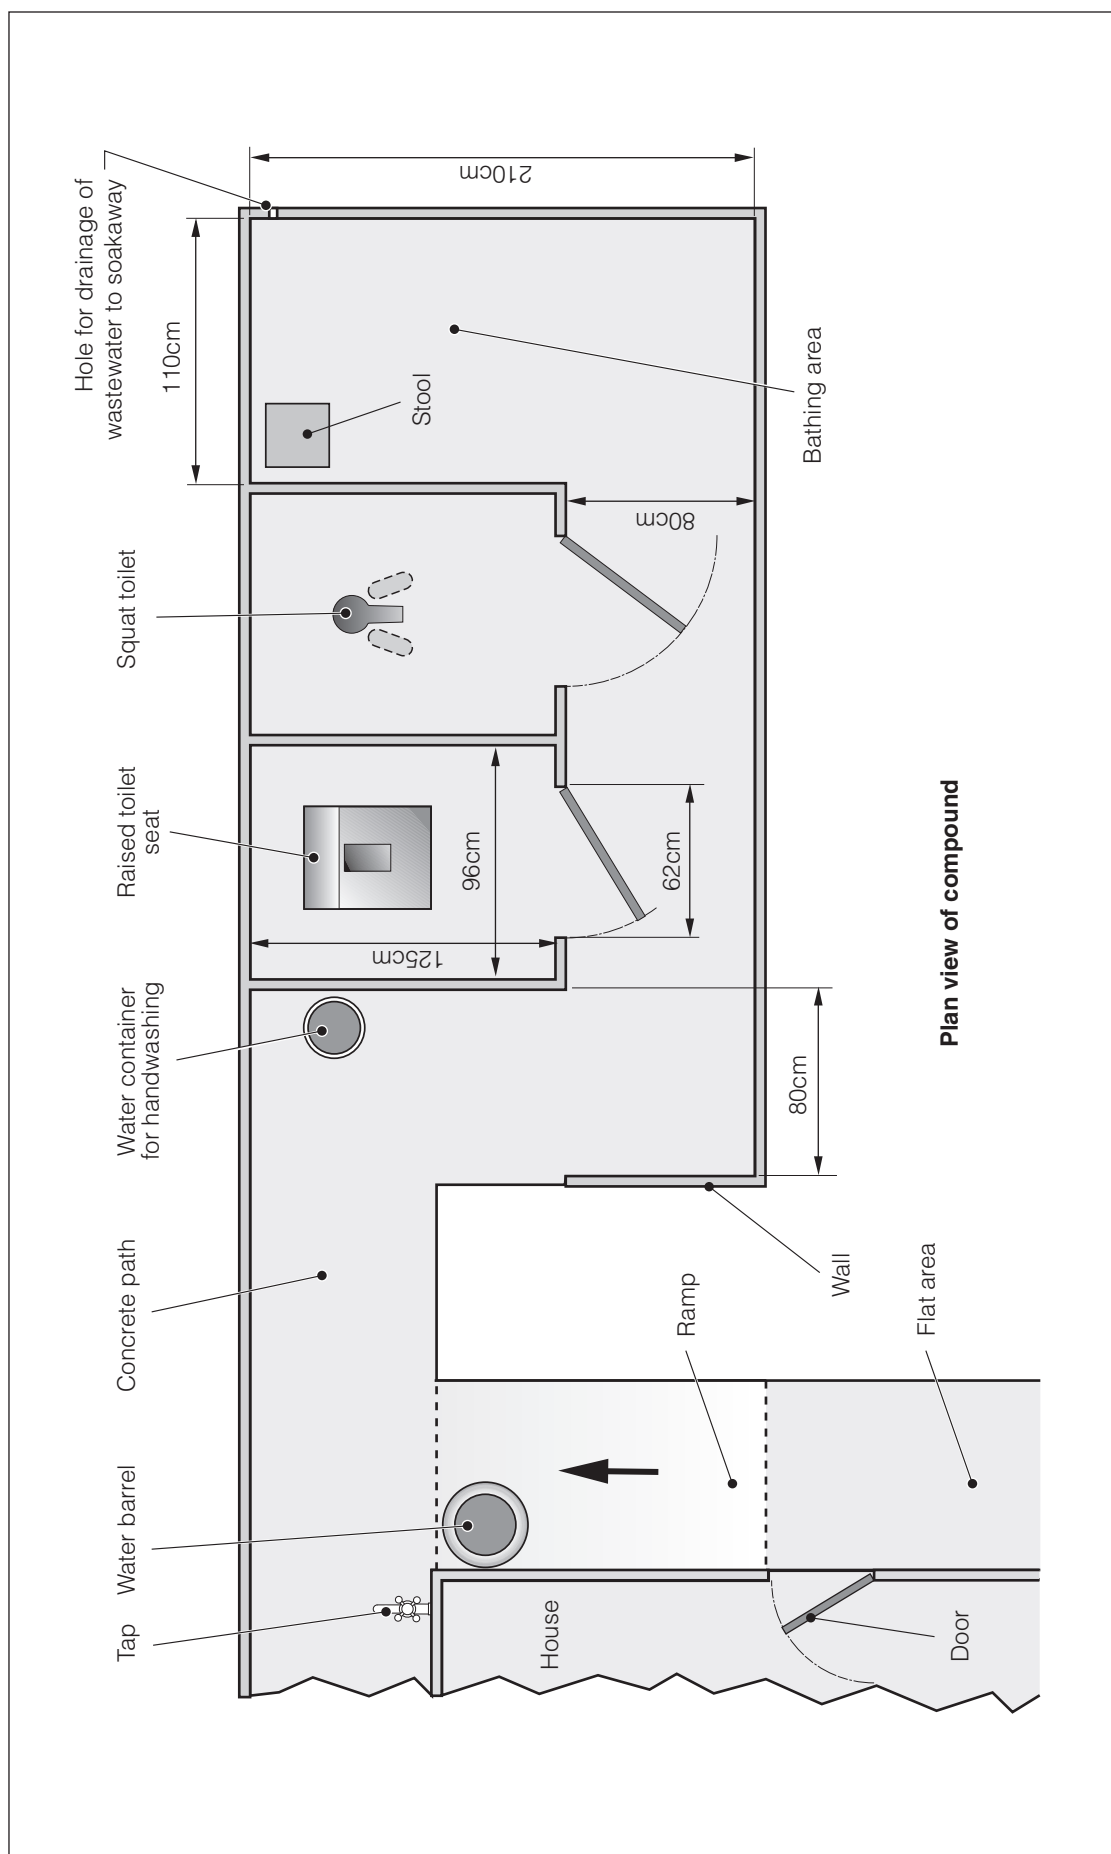 Tap
Water barrel
Concrete path
Water container
for handwashing
Raised toilet
seat
Squat toilet
Hole for drainage of
wastewater to soakaway
110cm
210cm
Stool
125cm
96cm
62cm
80cm
80cm
Bathing area
House
Ramp
Wall
Door
Flat area
Plan view of compound